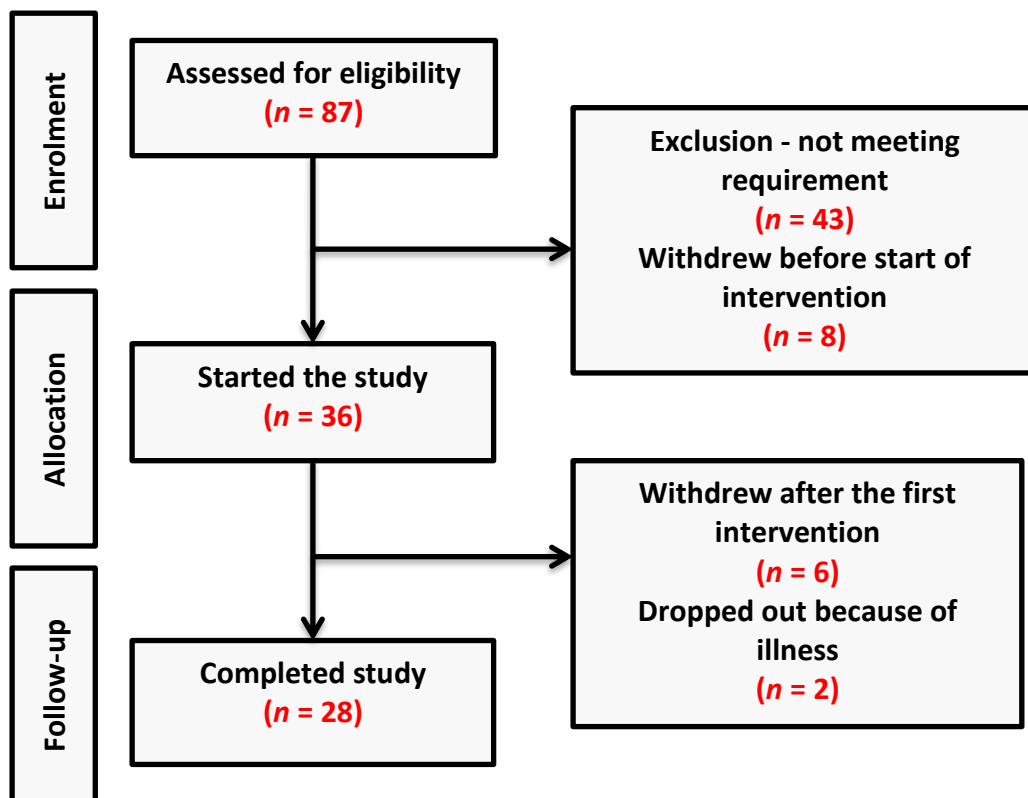 Enrolment
Assessed for eligibility
(n = 87)
Exclusion - not meeting
requirement
(n = 43)
Withdrew before start of
intervention
(n = 8)
Allocation
Started the study
(n = 36)
Withdrew after the first
intervention
(n = 6)
Dropped out because of
illness
(n = 2)
Follow-up
Completed study
(n = 28)